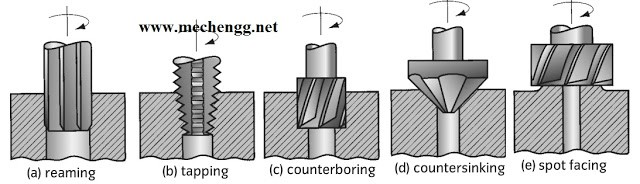 www.mechengg.net
(a) reaming
(b) tapping
(c) counterboring
(d) countersinking
(e) spot facing